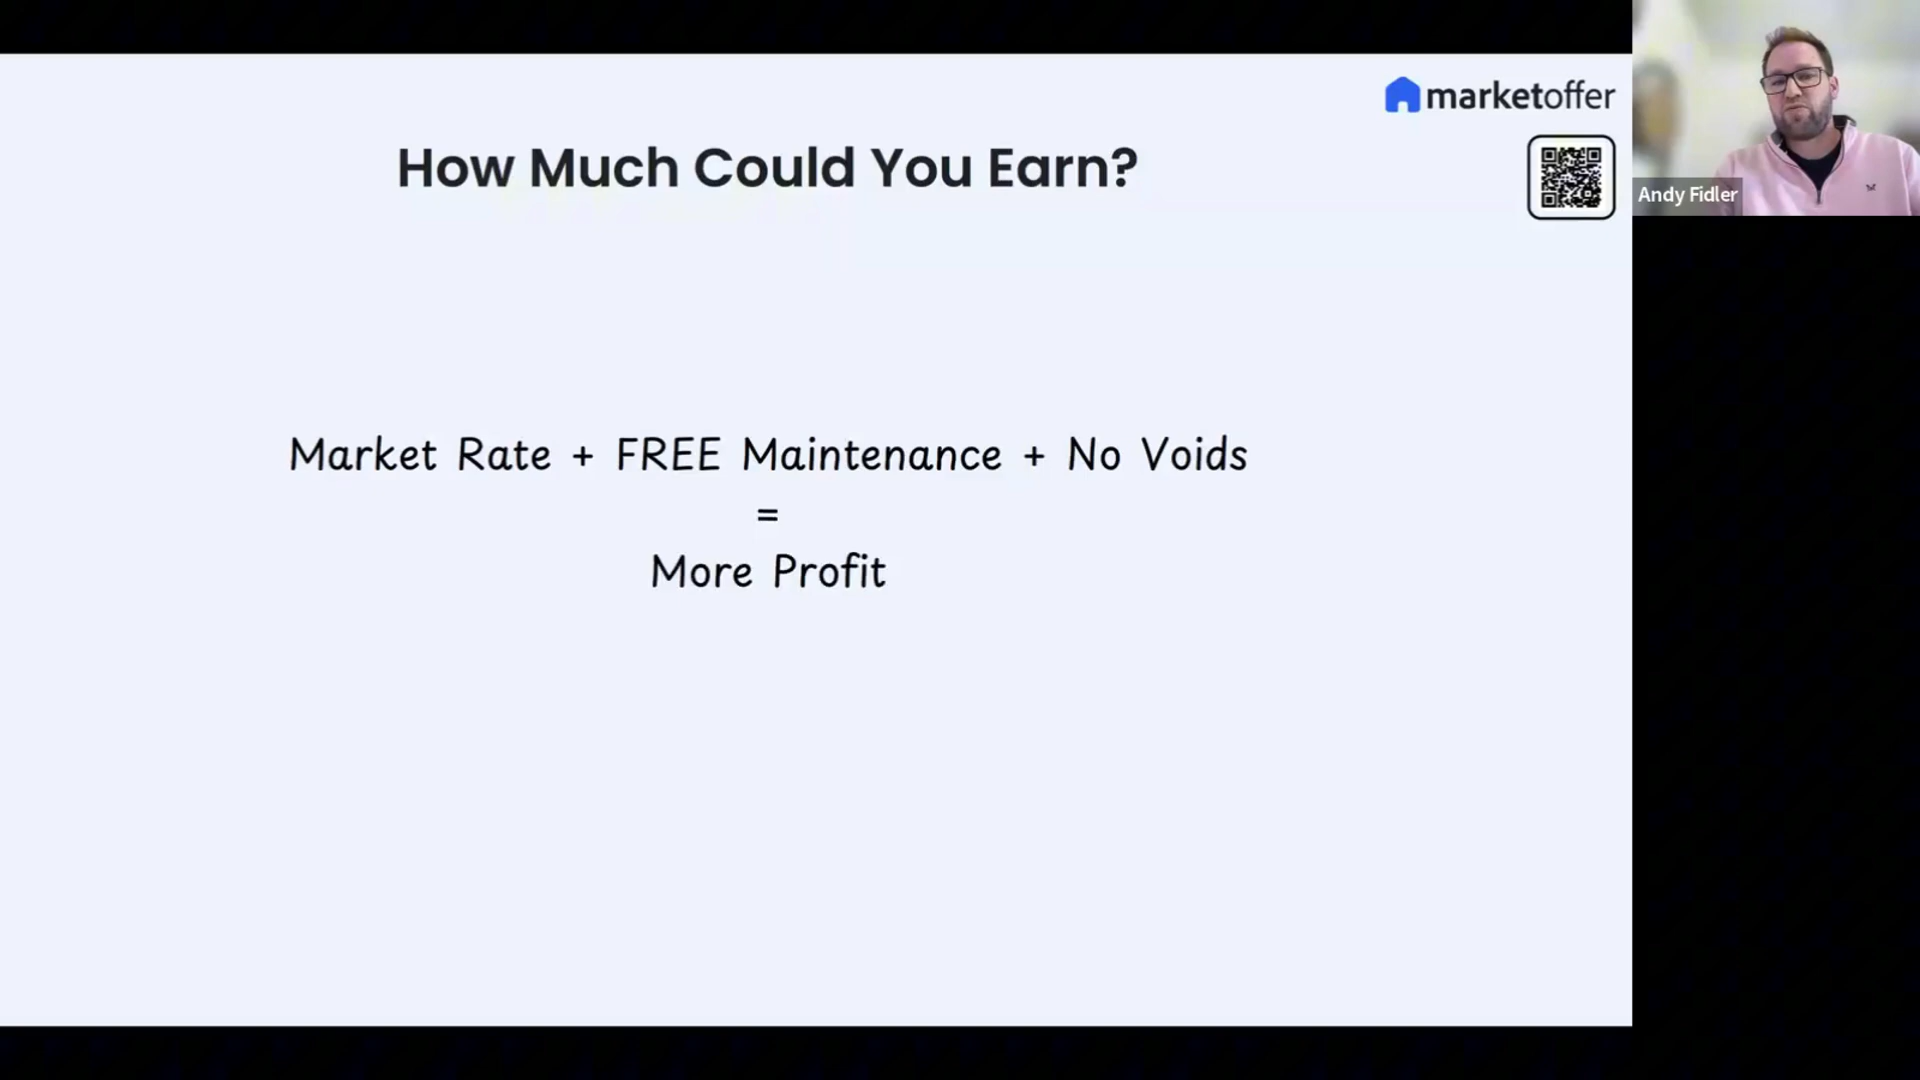 marketoffer
How Much Could You Earn?
Andy Fidler
Market Rate + FREE Maintenance + No Voids
=
More Profit